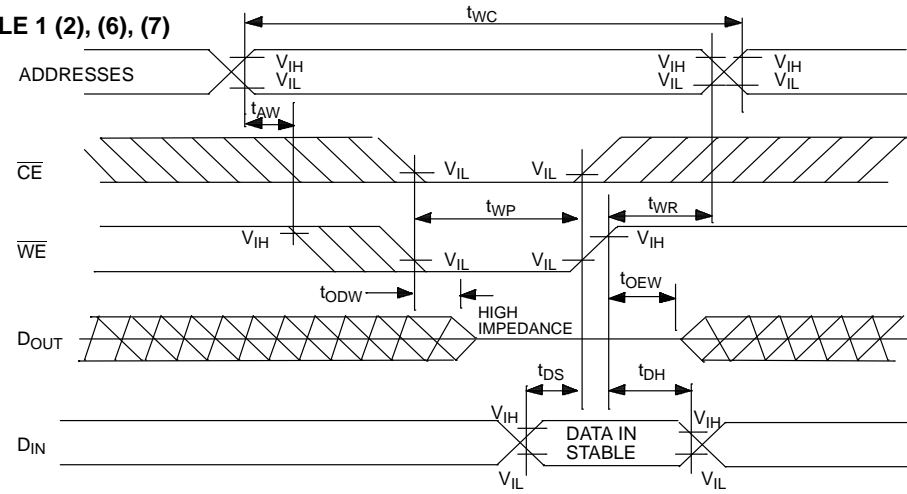 LE 1 (2), (6), (7)
tWC
ADDRESSES
VIH
VIL
VIH
VIL
VIH
VIL
tAW
CE
VIL
VIL
tWP
tWR
WE
VIH
VIL
VIL
VIH
tODW
tOEW
HIGH
IMPEDANCE
DOUT
tDS
tDH
VIH
VIH
DIN
DATA IN
STABLE
VIL
VIL